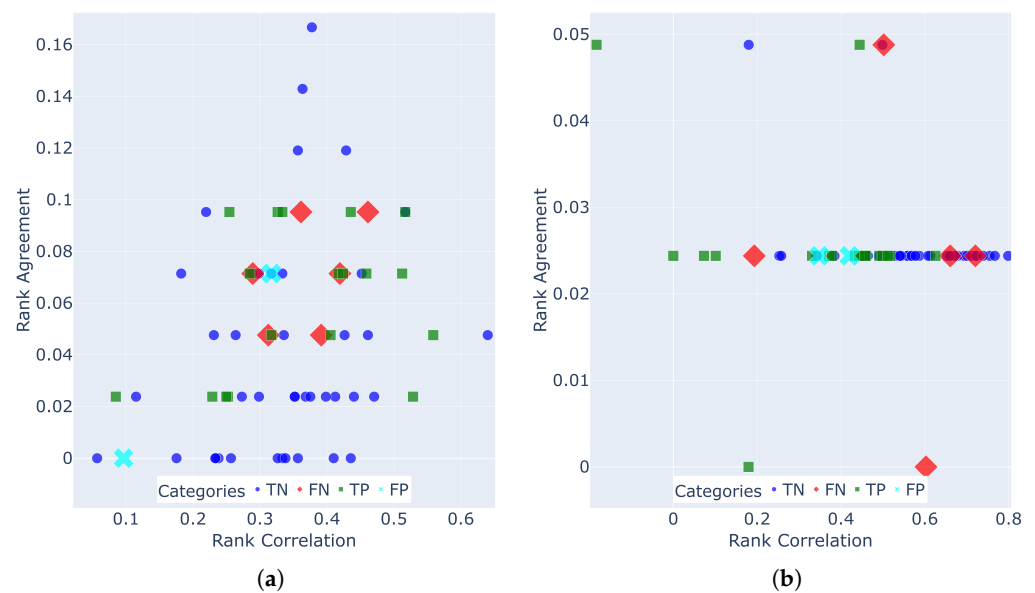 0.16
0.14
0.12
0.1
0.08
0.06
0.04
0.02
0
Rank Agreement
Categories TN FN TP FP
0.1 0.2 0.3 0.4 0.5 0.6
Rank Correlation
(a)
0.05
0.04
0.03
0.02
0.01
0
Rank Agreement
Categories TN FN TP FP
0 0.2 0.4 0.6 0.8
Rank Correlation
(b)